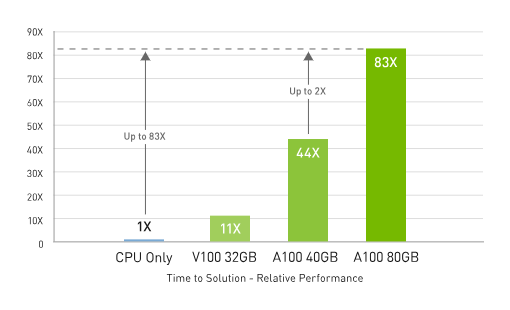 90X
80X
70X
60X
50X
40X
30X
20X
10X
0
Up to 83X
Up to 2X
1X
11X
44X
83X
CPU Only
V100 32GB
A100 40GB
A100 80GB
Time to Solution - Relative Performance